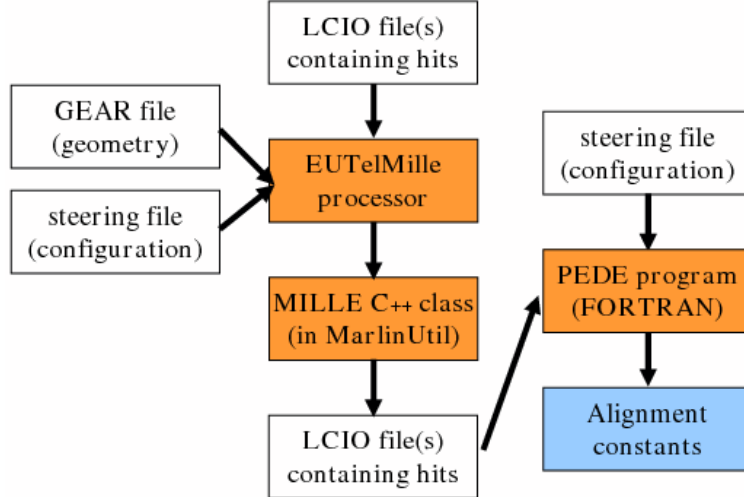 LCIO file(s)
containing hits
GEAR file
(geometry)
steering file
(configuration)
EUTelMille
processor
steering file
(configuration)
MILLE C++ class
(in MarlinUtil)
PEDE program
(FORTRAN)
LCIO file(s)
containing hits
Alignment
constants